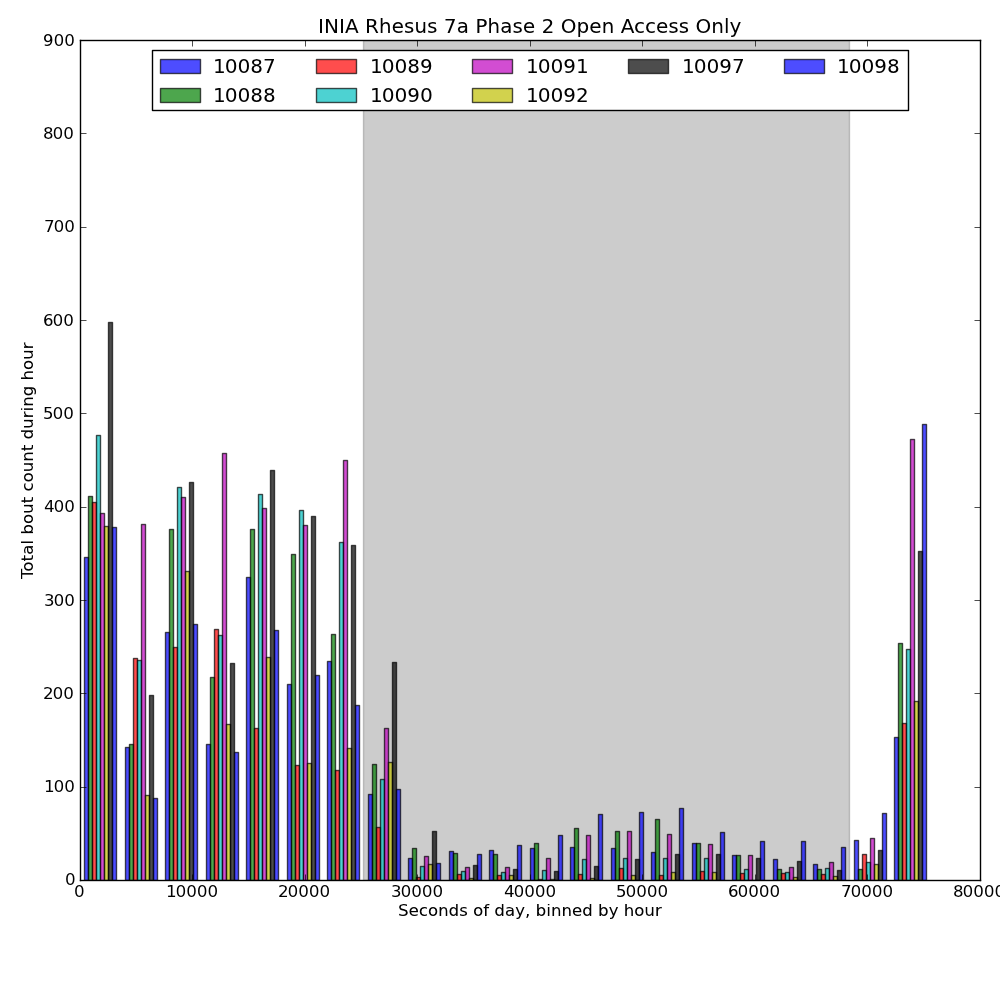 INIA Rhesus 7a Phase 2 Open Access Only
10087 10089 10091 10097 10098
10088 10090 10092
900
800
700
600
500
400
300
200
100
0
Total bout count during hour
0 10000 20000 30000 40000 50000 60000 70000 80000
Seconds of day, binned by hour